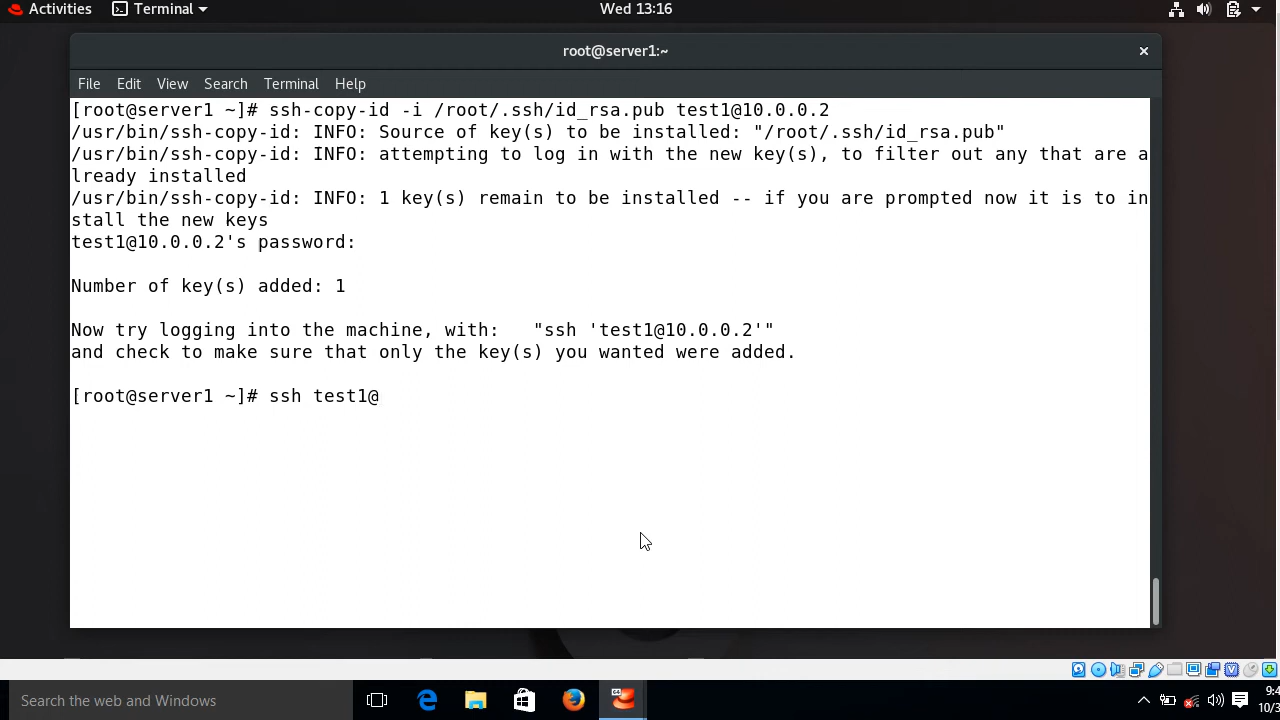 Activities Terminal Wed 13:16
root@server1:~
File Edit View Search Terminal Help
[root@server1 ~]# ssh-copy-id -i /root/.ssh/id_rsa.pub test1@10.0.0.2
/usr/bin/ssh-copy-id: INFO: Source of key(s) to be installed: "/root/.ssh/id_rsa.pub"
/usr/bin/ssh-copy-id: INFO: attempting to log in with the new key(s), to filter out any that are a
lready installed
/usr/bin/ssh-copy-id: INFO: 1 key(s) remain to be installed -- if you are prompted now it is to in
stall the new keys
test1@10.0.0.2's password:
Number of key(s) added: 1
Now try logging into the machine, with:   "ssh 'test1@10.0.0.2'"
and check to make sure that only the key(s) you wanted were added.
[root@server1 ~]# ssh test1@
Search the web and Windows
9:4
10/3